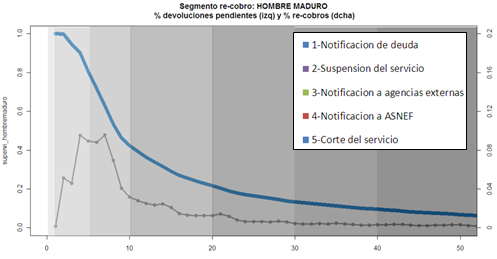 Segmento re-cobro: HOMBRE MADURO
% devoluciones pendientes (izq) y % re-cobros (dcha)
1-Notificacion de deuda
2-Suspension del servicio
3-Notificacion a agencias externas
4-Notificacion a ASNEF
5-Corte del servicio
supervi_hombremaduro
1.0
0.8
0.6
0.4
0.2
0.0
0.2
0.16
0.12
0.08
0.04
0
0
10
20
30
40
50